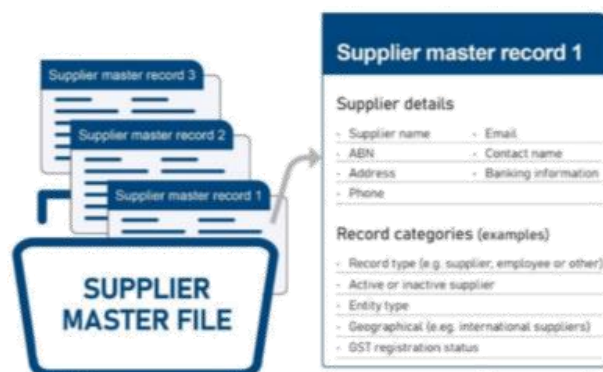 Supplier master record 3
Supplier master record 2
Supplier master record 1
SUPPLIER
MASTER FILE
Supplier master record 1
Supplier details
- Supplier name
- Email
- ABN
- Contact name
- Address
- Banking information
- Phone
Record categories (examples)
- Record type (e.g. supplier, employee or other)
- Active or inactive supplier
- Entity type
- Geographical (e.eg. international suppliers)
- GST registration status